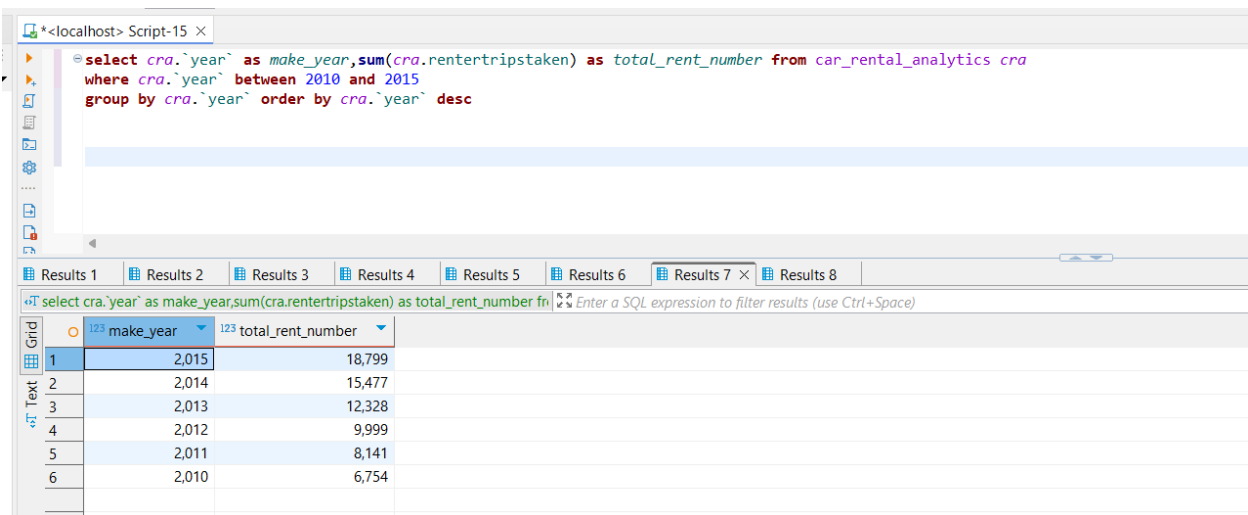 *<localhost> Script-15
select cra.`year` as make_year,sum(cra.rentertripstaken) as total_rent_number from car_rental_analytics cra
where cra.`year` between 2010 and 2015
group by cra.`year` order by cra.`year` desc
Results 1 Results 2 Results 3 Results 4 Results 5 Results 6 Results 7 Results 8
select cra.`year` as make_year,sum(cra.rentertripstaken) as total_rent_number Enter a SQL expression to filter results (use Ctrl+Space)
Grid
Text
123 make_year 123 total_rent_number
1 2,015 18,799
2 2,014 15,477
3 2,013 12,328
4 2,012 9,999
5 2,011 8,141
6 2,010 6,754